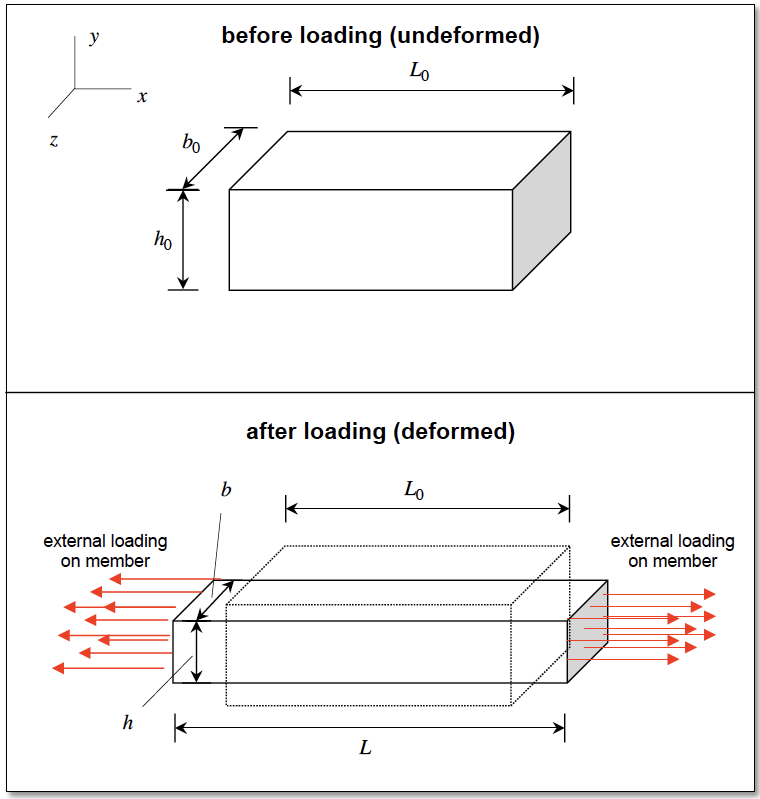 before loading (undeformed)
y
x
z
L0
b0
h0
after loading (deformed)
b
L0
external loading
on member
external loading
on member
h
L